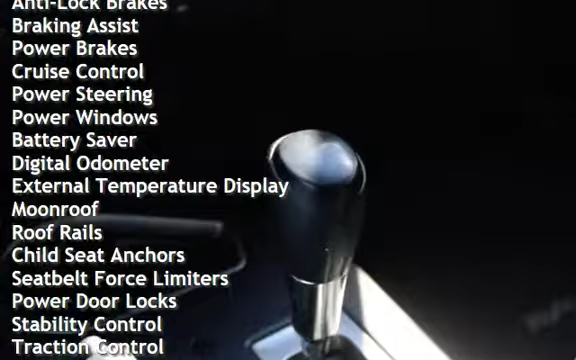 Anti-Lock Brakes
Braking Assist
Power Brakes
Cruise Control
Power Steering
Power Windows
Battery Saver
Digital Odometer
External Temperature Display
Moonroof
Roof Rails
Child Seat Anchors
Seatbelt Force Limiters
Power Door Locks
Stability Control
Traction Control